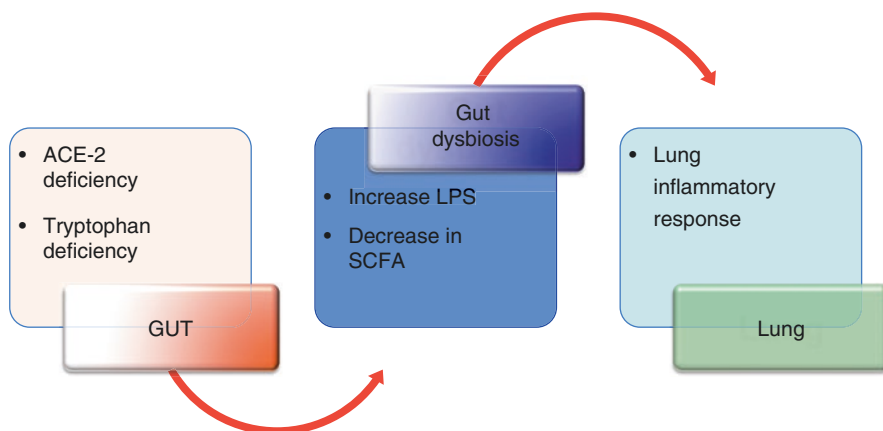 • ACE-2
deficiency
• Tryptophan
deficiency
GUT
Gut
dysbiosis
• Increase LPS
• Decrease in
SCFA
• Lung
inflammatory
response
Lung